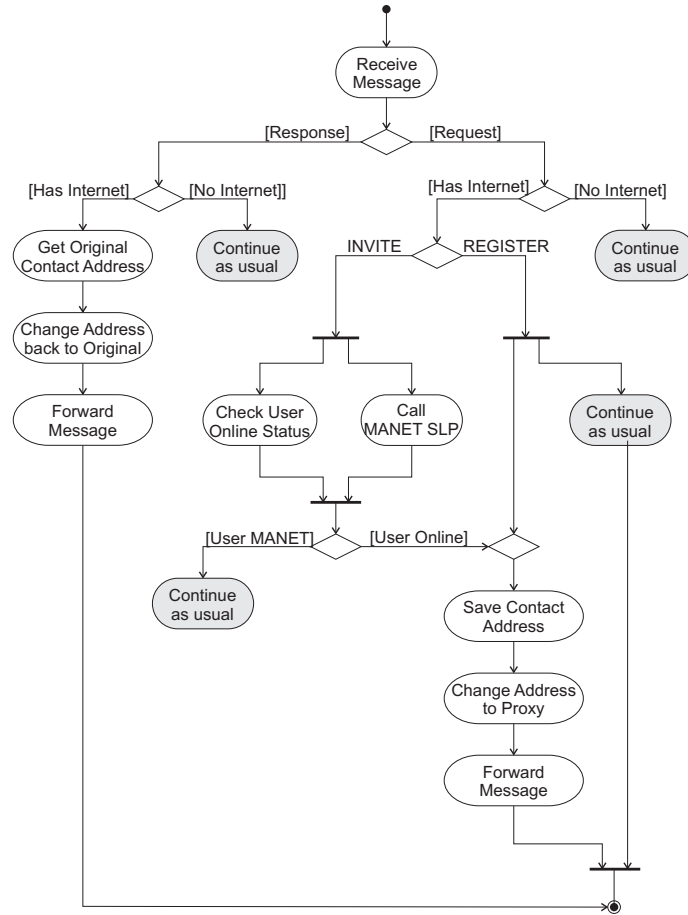 Receive
Message
[Response]
[Request]
[Has Internet]
[No Internet]]
[Has Internet]
[No Internet]
Get Original
Contact Address
Continue
as usual
INVITE
REGISTER
Continue
as usual
Change Address
back to Original
Forward
Message
Check User
Online Status
Call
MANET SLP
Continue
as usual
[User MANET]
[User Online]
Continue
as usual
Save Contact
Address
Change Address
to Proxy
Forward
Message